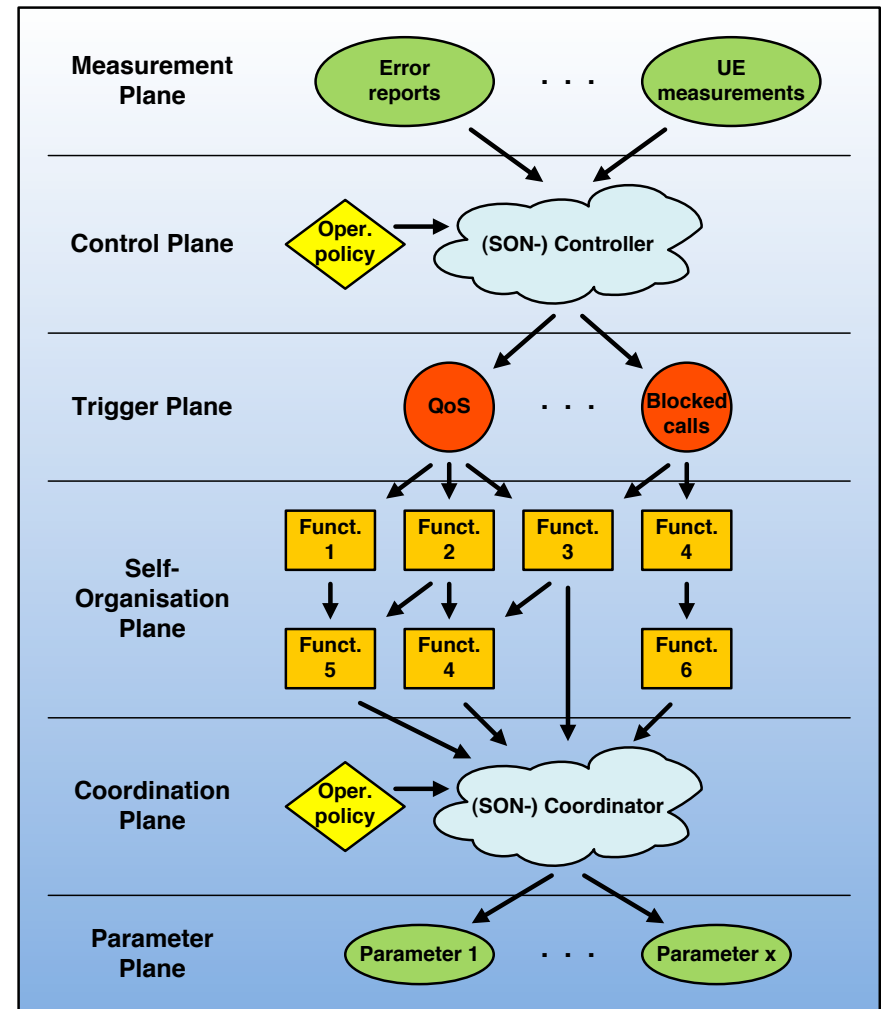 Measurement
Plane
Error
reports
. . .
UE
measurements
Control Plane
Oper.
policy
(SON-) Controller
Trigger Plane
QoS
. . .
Blocked
calls
Self-
Organisation
Plane
Funct.
1
Funct.
2
Funct.
3
Funct.
4
Funct.
5
Funct.
4
Funct.
6
Coordination
Plane
Oper.
policy
(SON-) Coordinator
Parameter
Plane
Parameter 1
. . .
Parameter x